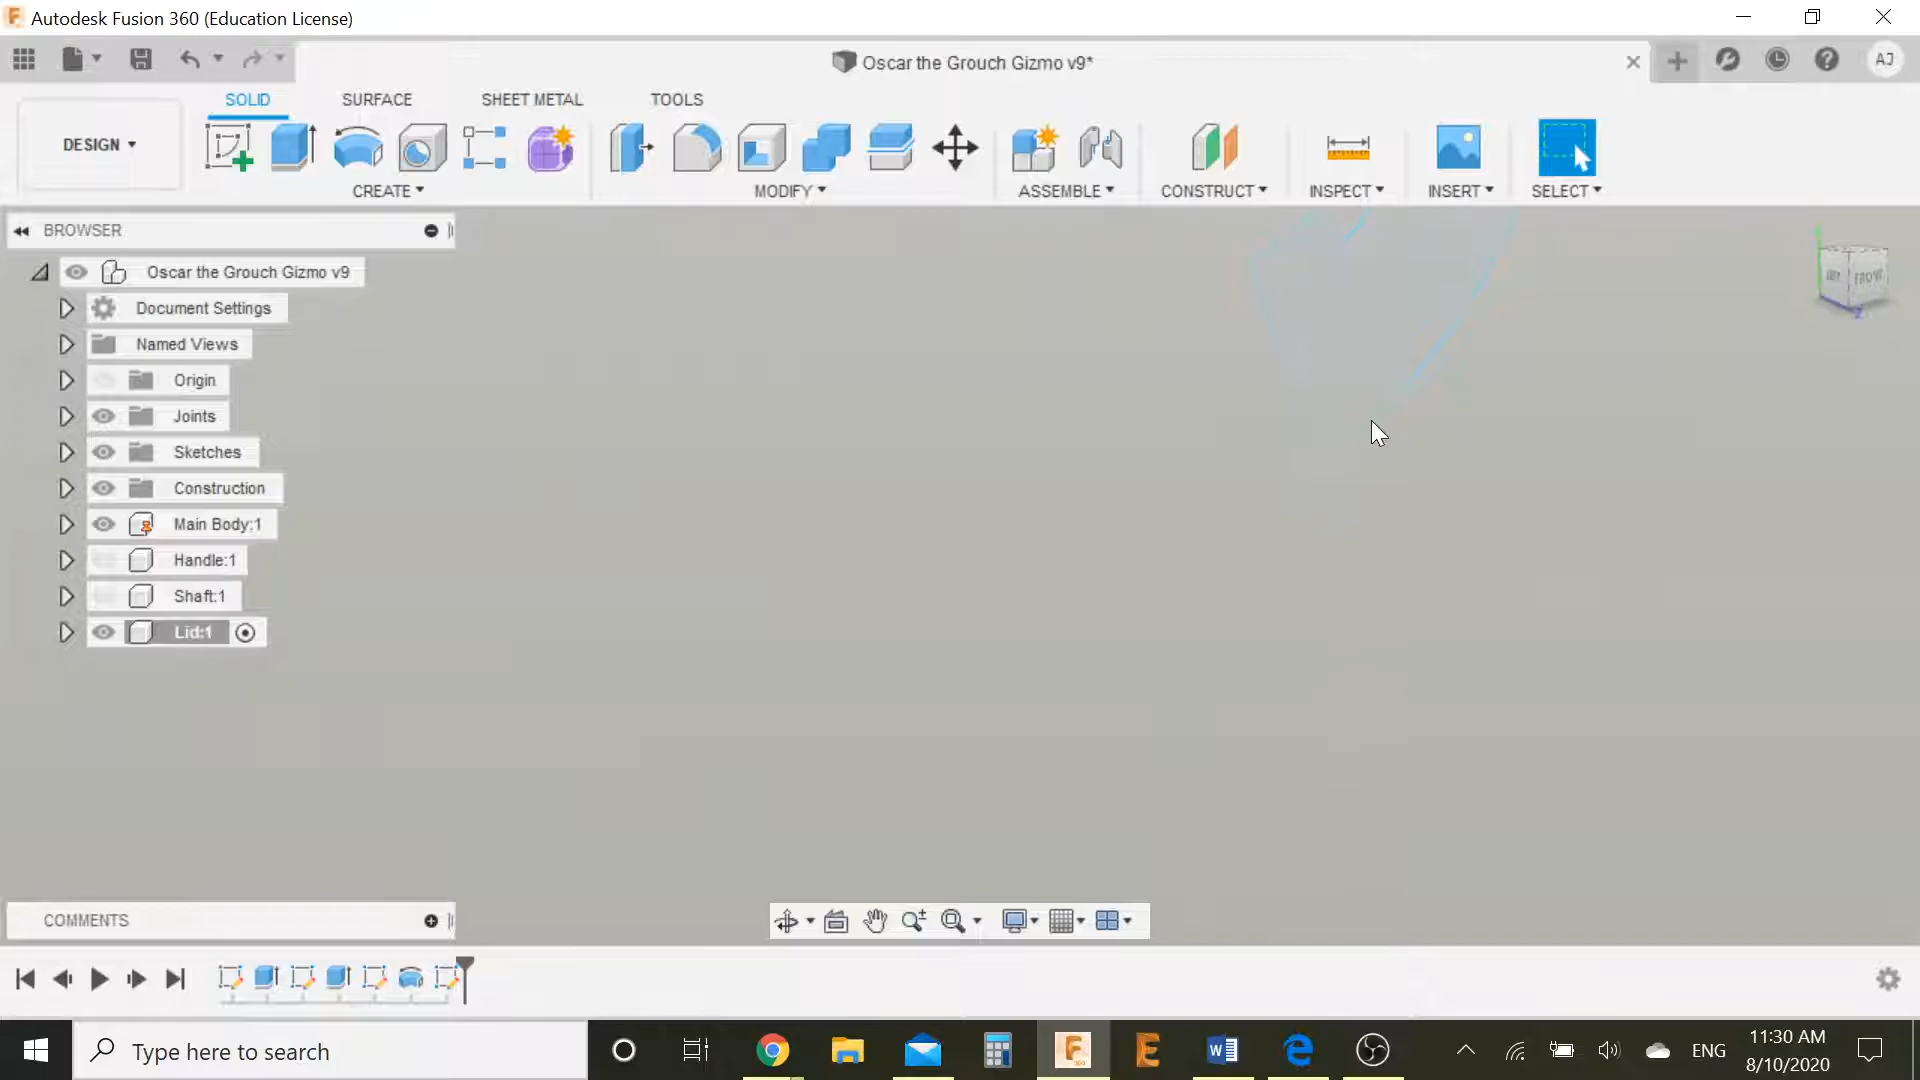 Autodesk Fusion 360 (Education License)
Oscar the Grouch Gizmo v9*
AJ
SOLID
SURFACE
SHEET METAL
TOOLS
DESIGN
CREATE
MODIFY
ASSEMBLE
CONSTRUCT
INSPECT
INSERT
SELECT
BROWSER
Oscar the Grouch Gizmo v9
Document Settings
Named Views
Origin
Joints
Sketches
Construction
Main Body:1
Handle:1
Shaft:1
Lid:1
FRONT
Z
COMMENTS
Type here to search
ENG
11:30 AM
8/10/2020